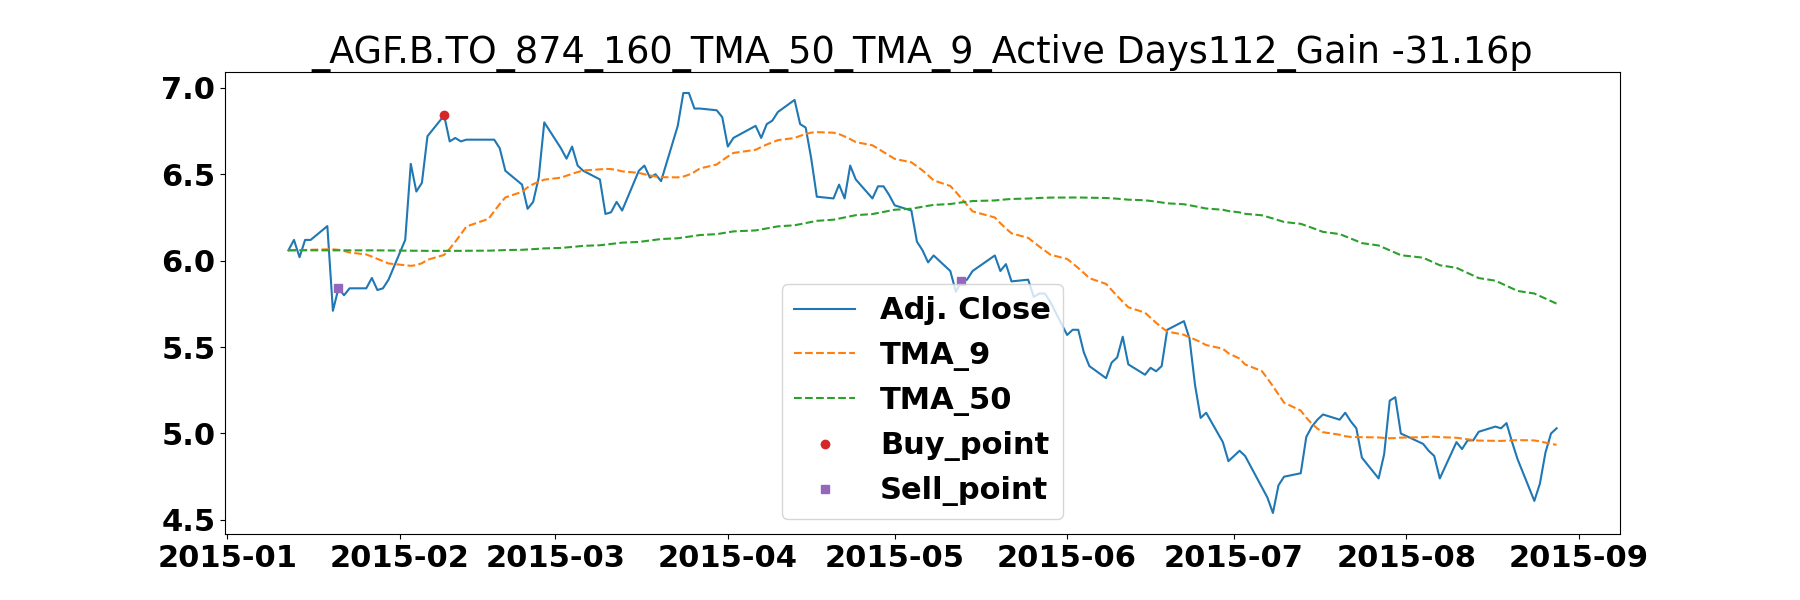 _AGF.B.TO_874_160_TMA_50_TMA_9_Active Days112_Gain -31.16p
7.0
6.5
6.0
5.5
5.0
4.5
Adj. Close
TMA_9
TMA_50
Buy_point
Sell_point
2015-01 2015-02 2015-03 2015-04 2015-05 2015-06 2015-07 2015-08 2015-09